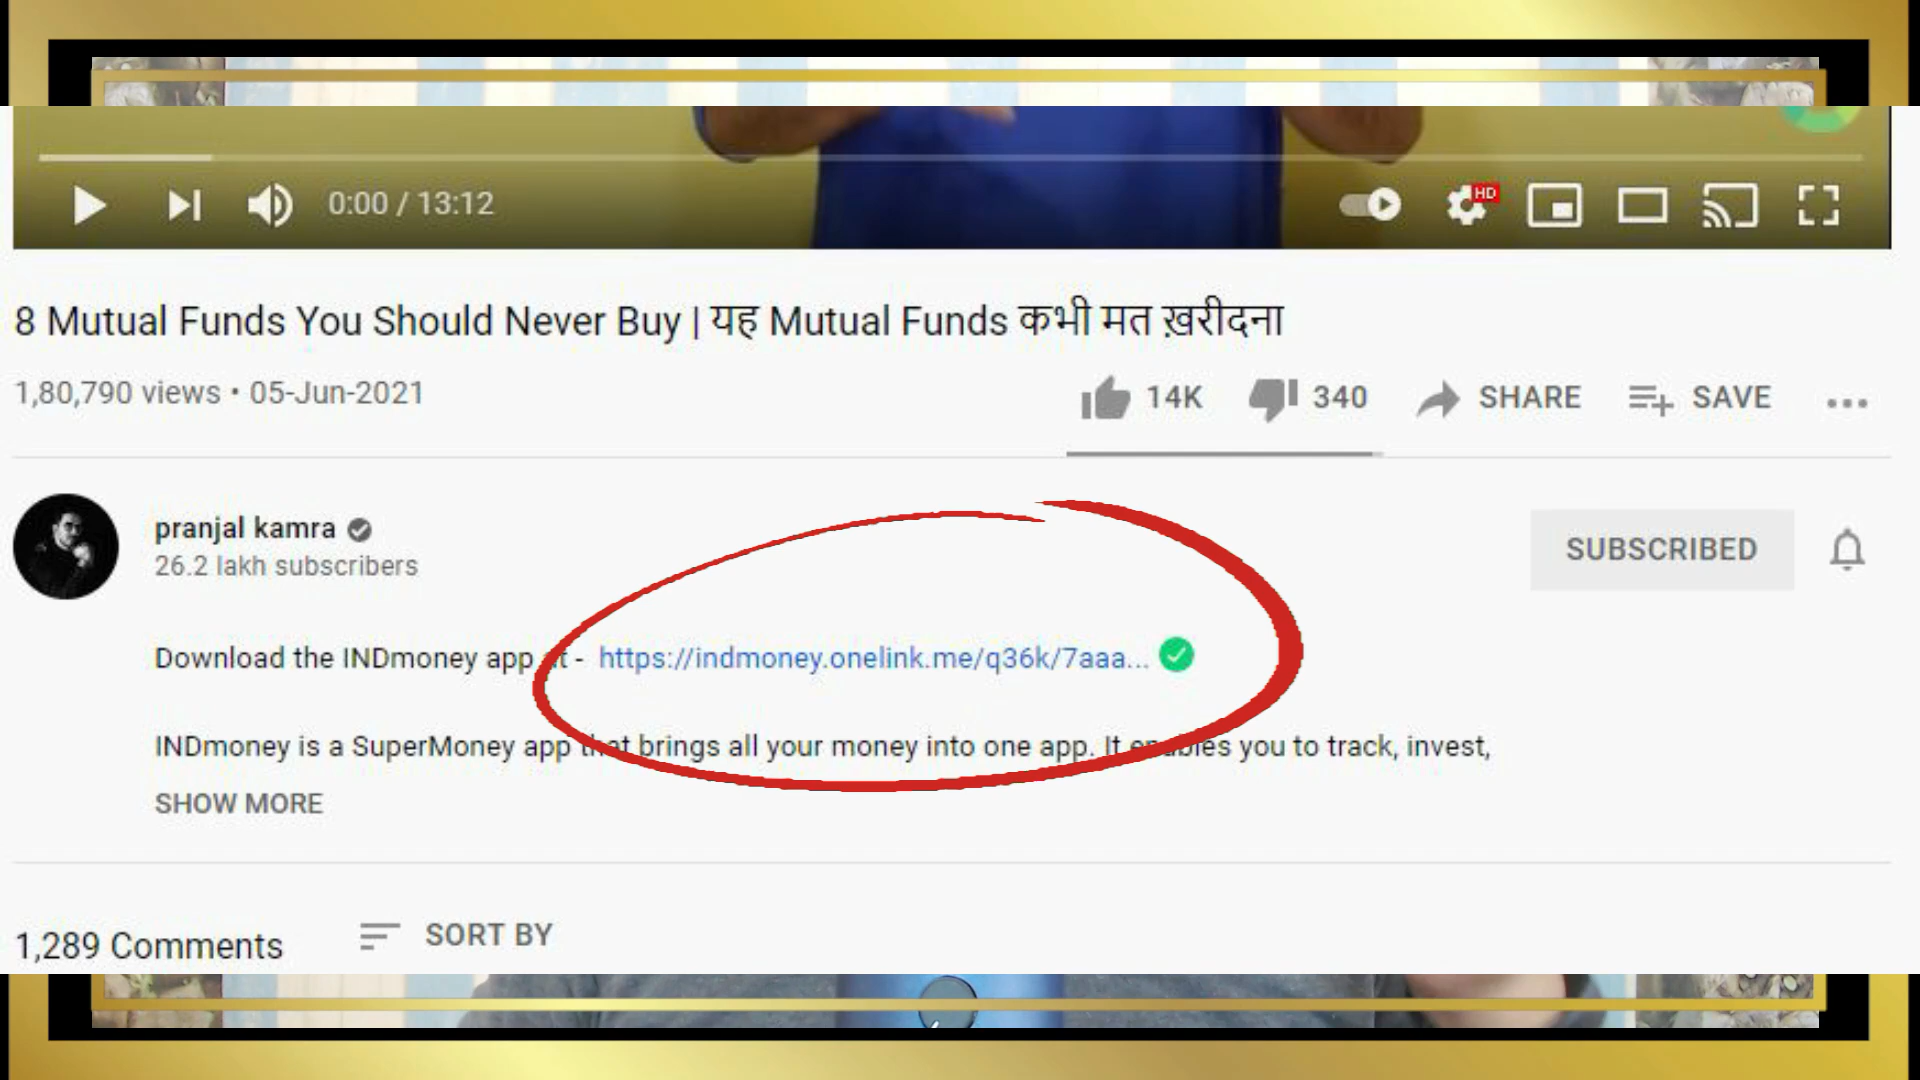 0:00 / 13:12
HD
8 Mutual Funds You Should Never Buy | यह Mutual Funds कभी मत ख़रीदना
1,80,790 views • 05-Jun-2021
14K 340 SHARE SAVE
pranjal kamra
26.2 lakh subscribers
SUBSCRIBED
Download the INDmoney app at - https://indmoney.onelink.me/q36k/7aaa...
INDmoney is a SuperMoney app that brings all your money into one app. It enables you to track, invest,
SHOW MORE
1,289 Comments
SORT BY